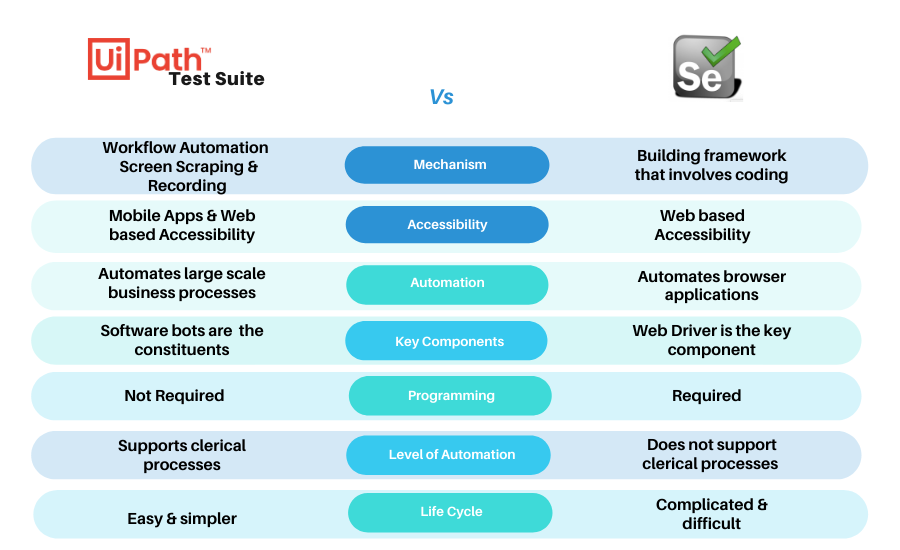 UiPath™
Test Suite
Vs
Se
Workflow Automation
Screen Scraping &
Recording
Mechanism
Building framework
that involves coding
Mobile Apps & Web
based Accessibility
Accessibility
Web based
Accessibility
Automates large scale
business processes
Automation
Automates browser
applications
Software bots are  the
constituents
Key Components
Web Driver is the key
component
Not Required
Programming
Required
Supports clerical
processes
Level of Automation
Does not support
clerical processes
Easy & simpler
Life Cycle
Complicated &
difficult